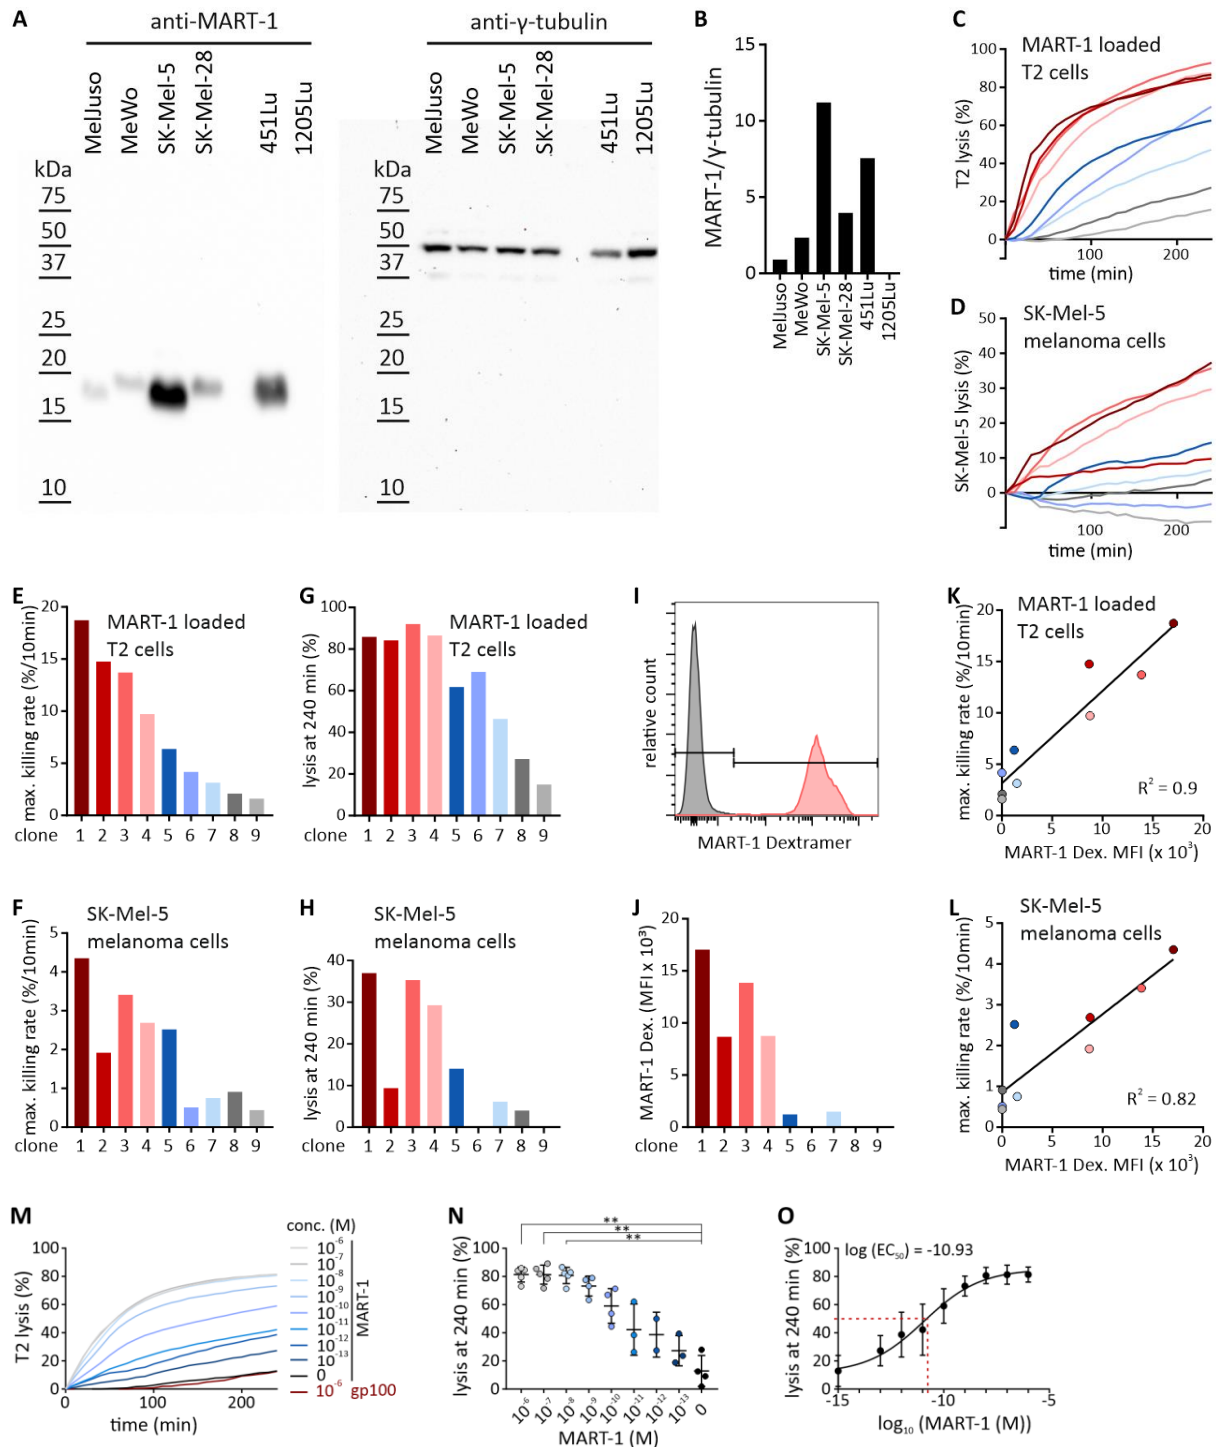 A
anti-MART-1
anti-γ-tubulin
MelJuso
MeWo
SK-Mel-5
SK-Mel-28
451Lu
1205Lu
MelJuso
MeWo
SK-Mel-5
SK-Mel-28
451Lu
1205Lu
kDa
75
50
37
25
20
15
10
kDa
75
50
37
25
20
15
10
B
MART-1/γ-tubulin
15
10
5
0
MelJuso
MeWo
SK-Mel-5
SK-Mel-28
451Lu
1205Lu
C
MART-1 loaded
T2 cells
T2 lysis (%)
100
80
60
40
20
0
100
200
time (min)
D
SK-Mel-5
melanoma cells
SK-Mel-5 lysis (%)
50
40
30
20
10
0
100
200
time (min)
E
MART-1 loaded
T2 cells
max. killing rate (%/10min)
20
15
10
5
0
clone 1 2 3 4 5 6 7 8 9
G
MART-1 loaded
T2 cells
lysis at 240 min (%)
100
80
60
40
20
0
clone 1 2 3 4 5 6 7 8 9
I
relative count
MART-1 Dextramer
K
MART-1 loaded
T2 cells
max. killing rate (%/10min)
20
15
10
5
0
R² = 0.9
0 5 10 15 20
MART-1 Dex. MFI (x 10³)
F
SK-Mel-5
melanoma cells
max. killing rate (%/10min)
5
4
3
2
1
0
clone 1 2 3 4 5 6 7 8 9
H
SK-Mel-5
melanoma cells
lysis at 240 min (%)
40
30
20
10
0
clone 1 2 3 4 5 6 7 8 9
J
MART-1 Dex. (MFI x 10³)
20
15
10
5
0
clone 1 2 3 4 5 6 7 8 9
L
SK-Mel-5
melanoma cells
max. killing rate (%/10min)
5
4
3
2
1
0
R² = 0.82
0 5 10 15 20
MART-1 Dex. MFI (x 10³)
M
T2 lysis (%)
100
80
60
40
20
0
0 100 200
time (min)
conc. (M)
10⁻⁶
10⁻⁷
10⁻⁸
10⁻⁹
10⁻¹⁰
10⁻¹¹
10⁻¹²
10⁻¹³
0
MART-1
10⁻⁶ gp100
N
**
**
**
lysis at 240 min (%)
100
80
60
40
20
0
10⁻⁶ 10⁻⁷ 10⁻⁸ 10⁻⁹ 10⁻¹⁰ 10⁻¹¹ 10⁻¹² 10⁻¹³ 0
MART-1 (M)
O
log (EC₅₀) = -10.93
lysis at 240 min (%)
100
80
60
40
20
0
-15 -10 -5
log₁₀ (MART-1 (M))